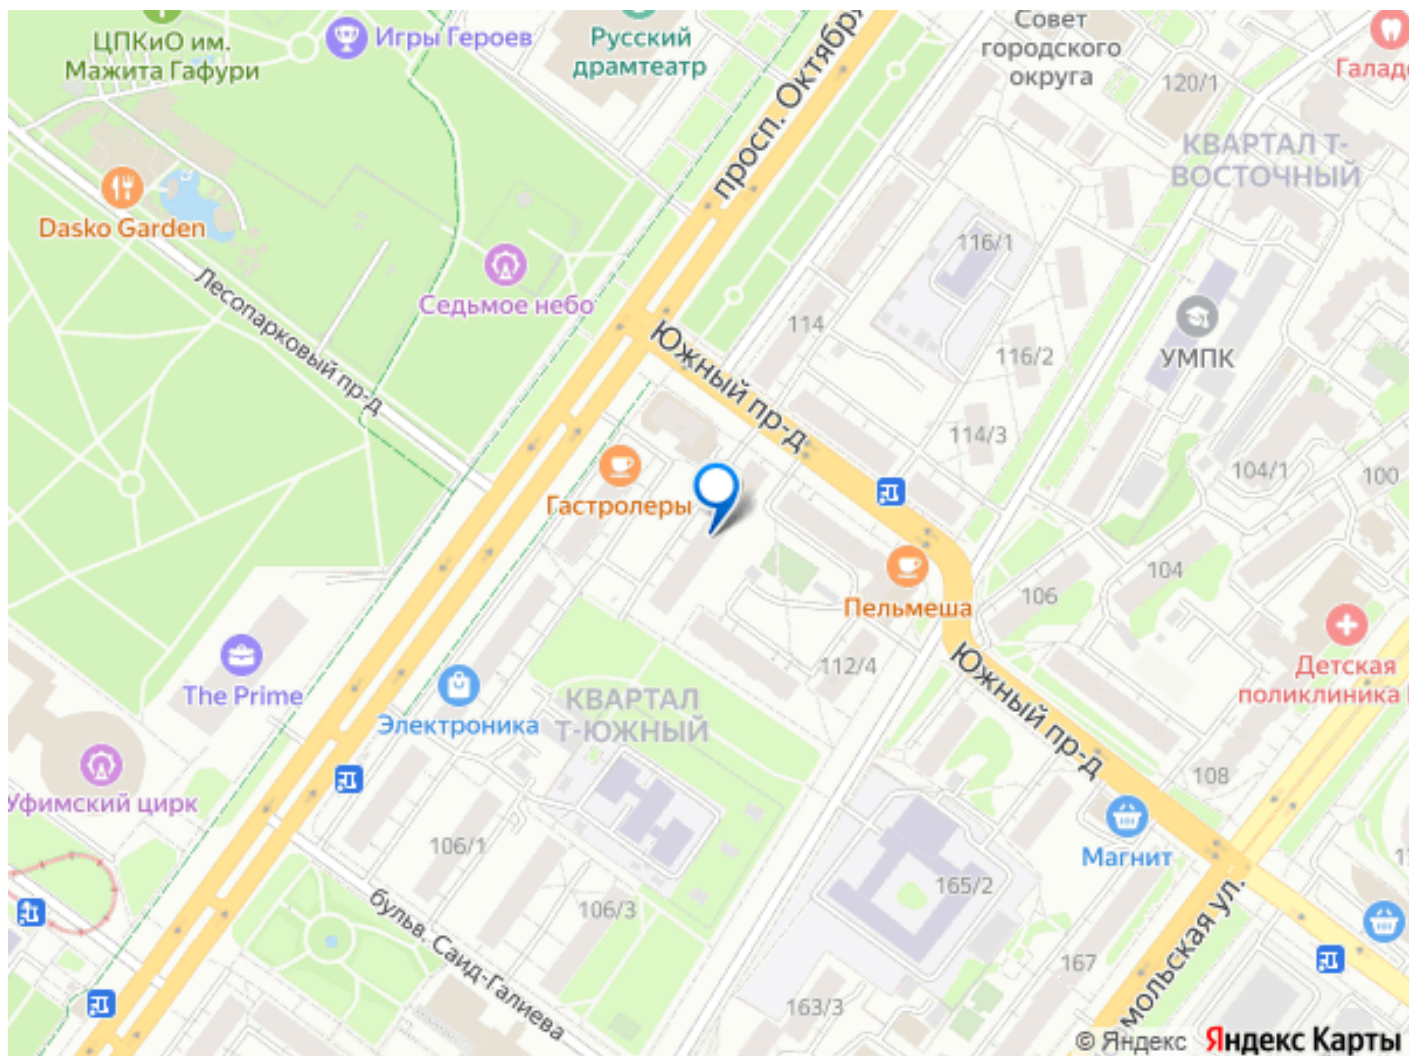 ЦПКиО им.
Мажита Гафури
Игры Героев
Русский
драмтеатр
просп. Октября
Совет
городского
округа
120/1
КВАРТАЛ Т-
ВОСТОЧНЫЙ
Dasko Garden
Лесопарковый пр-д
Седьмое небо
116/1
114
116/2
УМПК
Южный пр-д
114/3
104/1
100
Гастролеры
Пельмеша
106
104
112/4
Детская
поликлиника
The Prime
Электроника
КВАРТАЛ
Т-ЮЖНЫЙ
Южный пр-д
108
Уфимский цирк
106/1
Магнит
106/3
165/2
бульв. Саид-Галиева
167
163/3
мольская ул.
© Яндекс Яндекс Карты